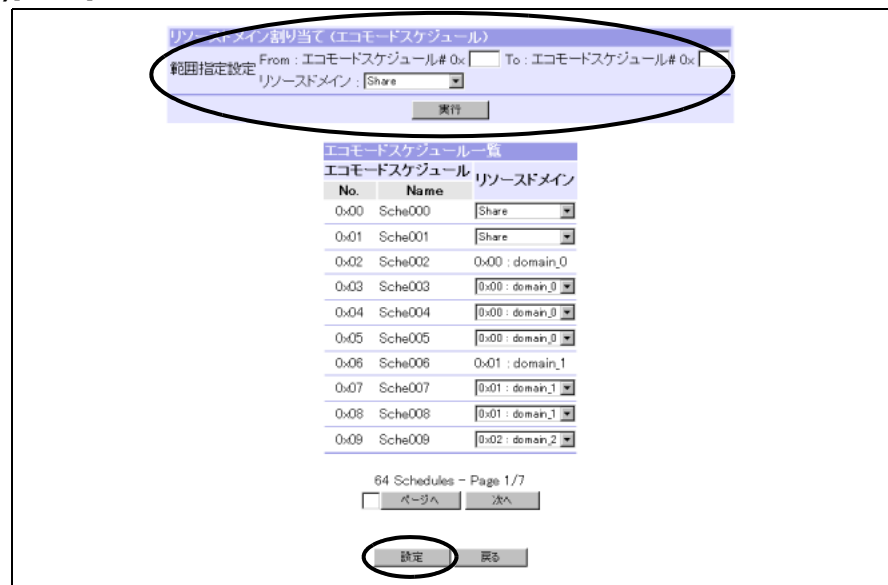 リソースドメイン割り当て (エコモードスケジュール)
範囲指定設定 From : エコモードスケジュール# 0x To : エコモードスケジュール# 0x
リソースドメイン : Share
実行
エコモードスケジュール一覧
エコモードスケジュール リソースドメイン
No. Name
0x00 Sche000 Share
0x01 Sche001 Share
0x02 Sche002 0x00 : domain_0
0x03 Sche003 0x00 : domain_0
0x04 Sche004 0x00 : domain_0
0x05 Sche005 0x00 : domain_0
0x06 Sche006 0x01 : domain_1
0x07 Sche007 0x01 : domain_1
0x08 Sche008 0x01 : domain_1
0x09 Sche009 0x02 : domain_2
64 Schedules - Page 1/7
ページへ 次へ
設定 戻る